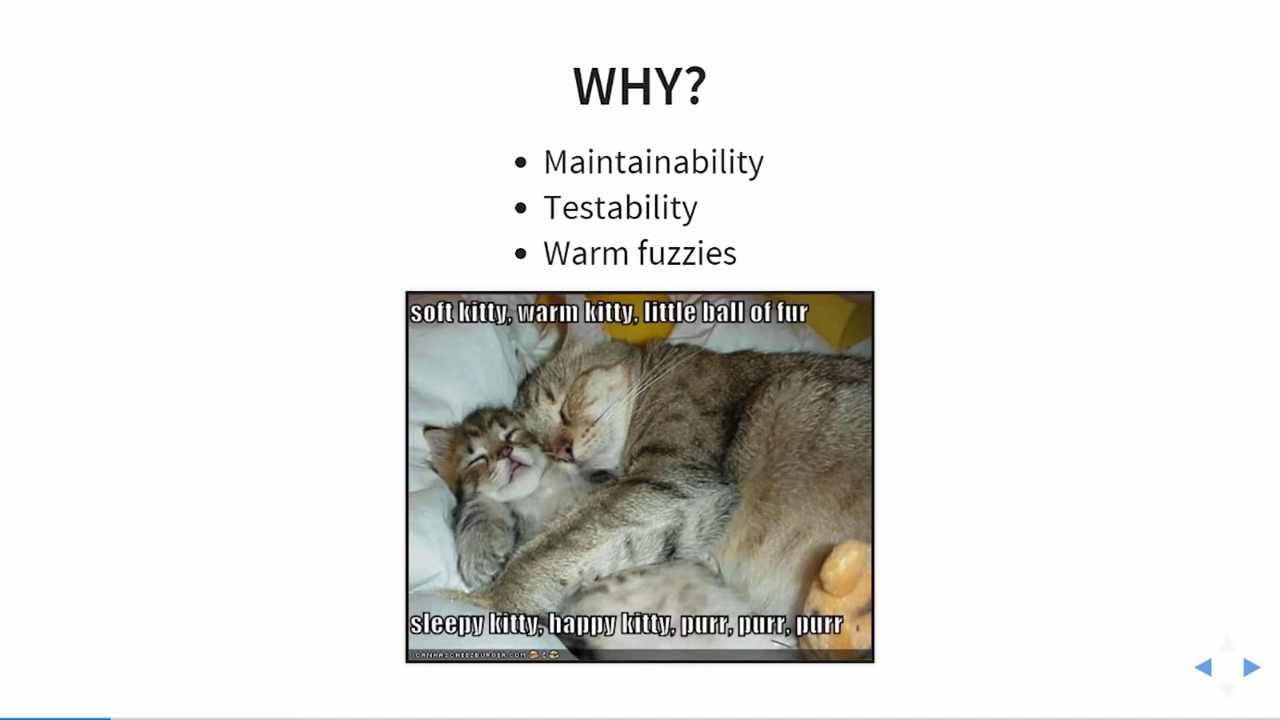 WHY?
Maintainability
Testability
Warm fuzzies
soft kitty, warm kitty, little ball of fur
sleepy kitty, happy kitty, purr, purr, purr
ICANHASCHEEZBURGER.COM